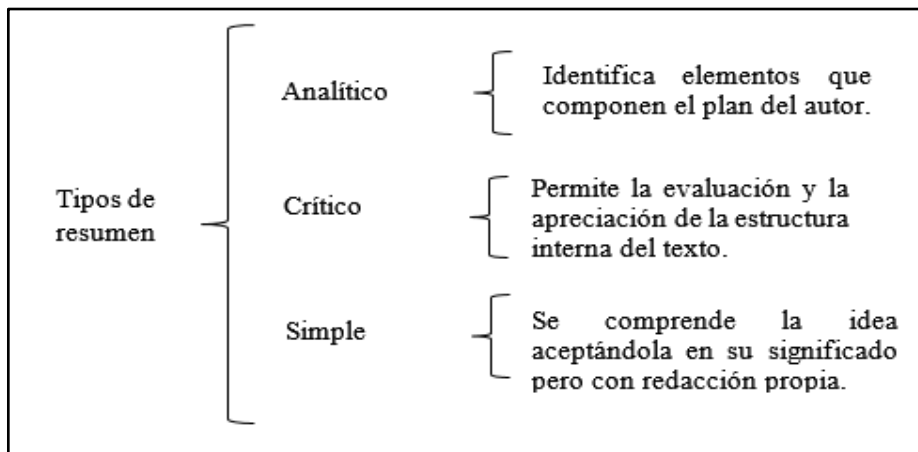 Tipos de
resumen
Analítico
Identifica elementos que
componen el plan del autor.
Crítico
Permite la evaluación y la
apreciación de la estructura
interna del texto.
Simple
Se comprende la idea
aceptándola en su significado
pero con redacción propia.